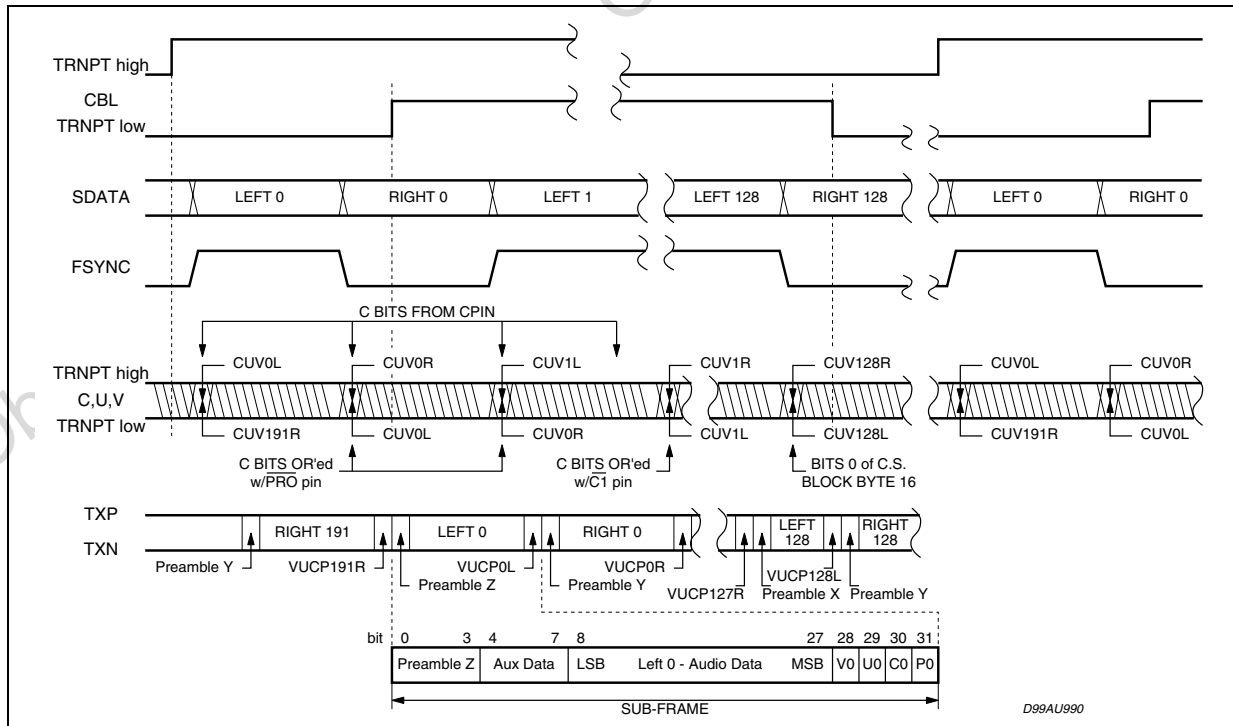 TRNPT high
CBL
TRNPT low
SDATA
LEFT 0
RIGHT 0
LEFT 1
LEFT 128
RIGHT 128
LEFT 0
RIGHT 0
FSYNC
C BITS FROM CPIN
TRNPT high
C,U,V
TRNPT low
CUV0L
CUV0R
CUV1L
CUV1R
CUV128R
CUV0L
CUV0R
CUV191R
CUV0L
CUV0R
CUV1L
CUV128L
CUV191R
CUV0L
C BITS OR'ed
w/PRO pin
C BITS OR'ed
w/C1 pin
BITS 0 of C.S.
BLOCK BYTE 16
TXP
TXN
RIGHT 191
LEFT 0
RIGHT 0
LEFT
128
RIGHT
128
Preamble Y
VUCP191R
Preamble Z
VUCP0L
Preamble Y
VUCP0R
VUCP127R
VUCP128L
Preamble X
Preamble Y
bit 0 3 4 7 8 27 28 29 30 31
Preamble Z Aux Data LSB Left 0 - Audio Data MSB V0 U0 C0 P0
SUB-FRAME
D99AU990